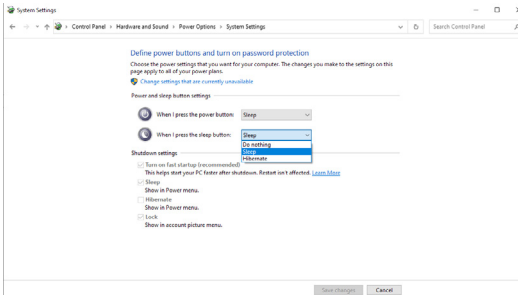 System Settings
Control Panel > Hardware and Sound > Power Options > System Settings
Search Control Panel
Define power buttons and turn on password protection
Choose the power settings that you want for your computer. The changes you make to the settings on this
page apply to all of your power plans.
Change settings that are currently unavailable
Power and sleep button settings
When I press the power button: Sleep
When I press the sleep button: Sleep
Do nothing
Sleep
Hibernate
Shutdown settings
Turn on fast startup (recommended)
This helps start your PC faster after shutdown. Restart isn't affected. Learn More
Sleep
Show in Power menu.
Hibernate
Show in Power menu.
Lock
Show in account picture menu.
Save changes Cancel